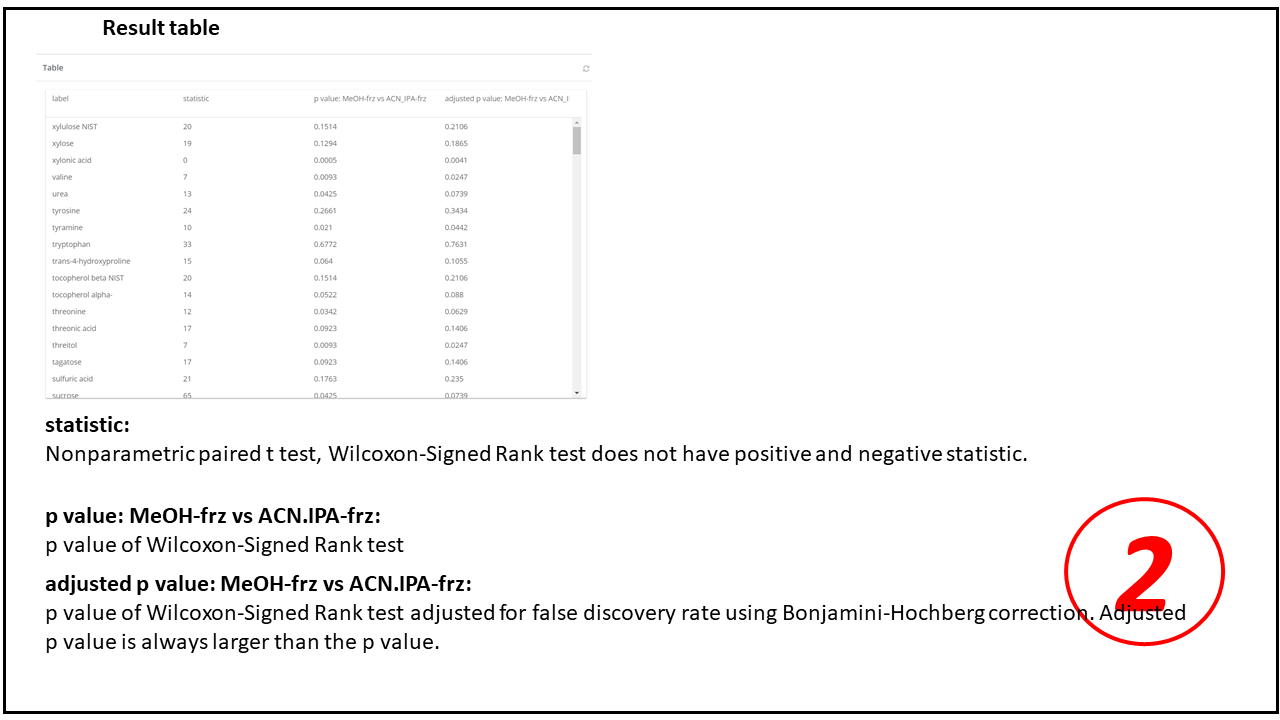 Result table
Table
label statistic p value: MeOH-frz vs ACN_IPA-frz adjusted p value: MeOH-frz vs ACN_I
xylulose NIST 20 0.1514 0.2106
xylose 19 0.1294 0.1865
xylonic acid 0 0.0005 0.0041
valine 7 0.0093 0.0247
urea 13 0.0425 0.0739
tyrosine 24 0.2661 0.3434
tyramine 10 0.021 0.0442
tryptophan 33 0.6772 0.7631
trans-4-hydroxyproline 15 0.064 0.1055
tocopherol beta NIST 20 0.1514 0.2106
tocopherol alpha- 14 0.0522 0.088
threonine 12 0.0342 0.0629
threonic acid 17 0.0923 0.1406
threitol 7 0.0093 0.0247
tagatose 17 0.0923 0.1406
sulfuric acid 21 0.1763 0.235
sucrose 65 0.0425 0.0739
statistic:
Nonparametric paired t test, Wilcoxon-Signed Rank test does not have positive and negative statistic.
p value: MeOH-frz vs ACN.IPA-frz:
p value of Wilcoxon-Signed Rank test
adjusted p value: MeOH-frz vs ACN.IPA-frz:
p value of Wilcoxon-Signed Rank test adjusted for false discovery rate using Bonjamini-Hochberg correction. Adjusted
p value is always larger than the p value.
2